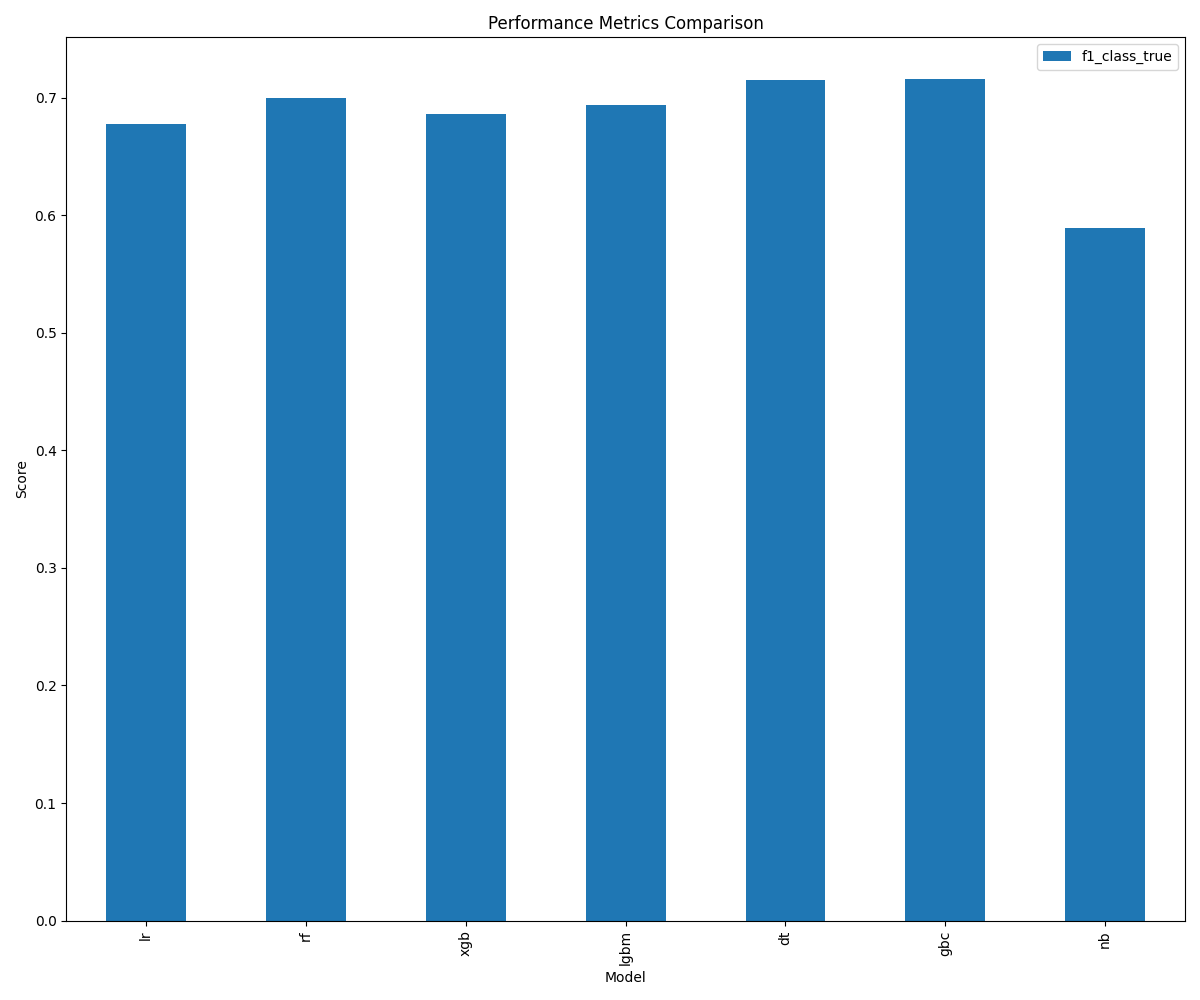 Performance Metrics Comparison
f1_class_true
Score
0.7
0.6
0.5
0.4
0.3
0.2
0.1
0.0
lr
rf
xgb
lgbm
dt
gbc
nb
Model